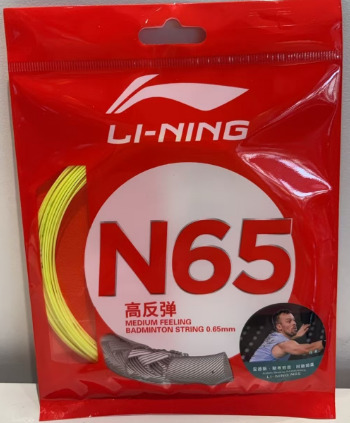 LI-NING
N65
高反弹
MEDIUM FEELING
BADMINTON STRING 0.65mm